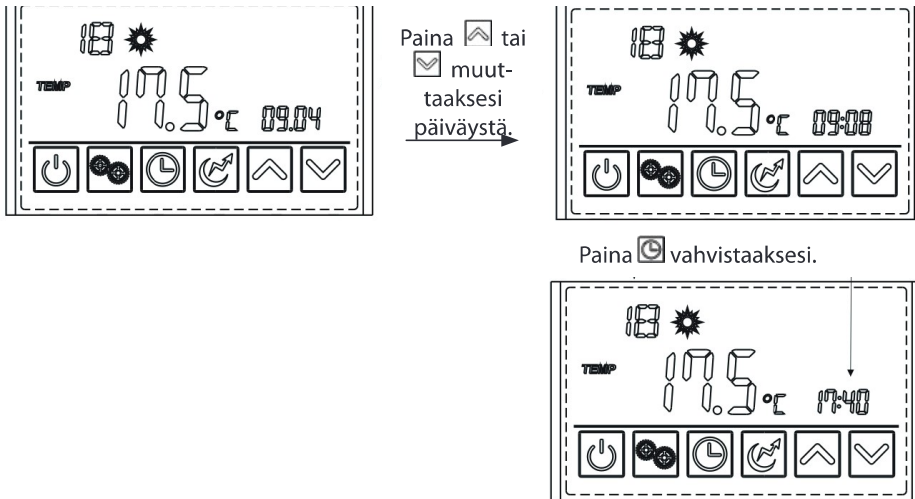 18
TEMP
17.5 °C 09.04
Paina tai
muut-
taaksesi
päiväystä.
18
TEMP
17.5 °C 09:08
Paina vahvistaaksesi.
18
TEMP
17.5 °C 17:40